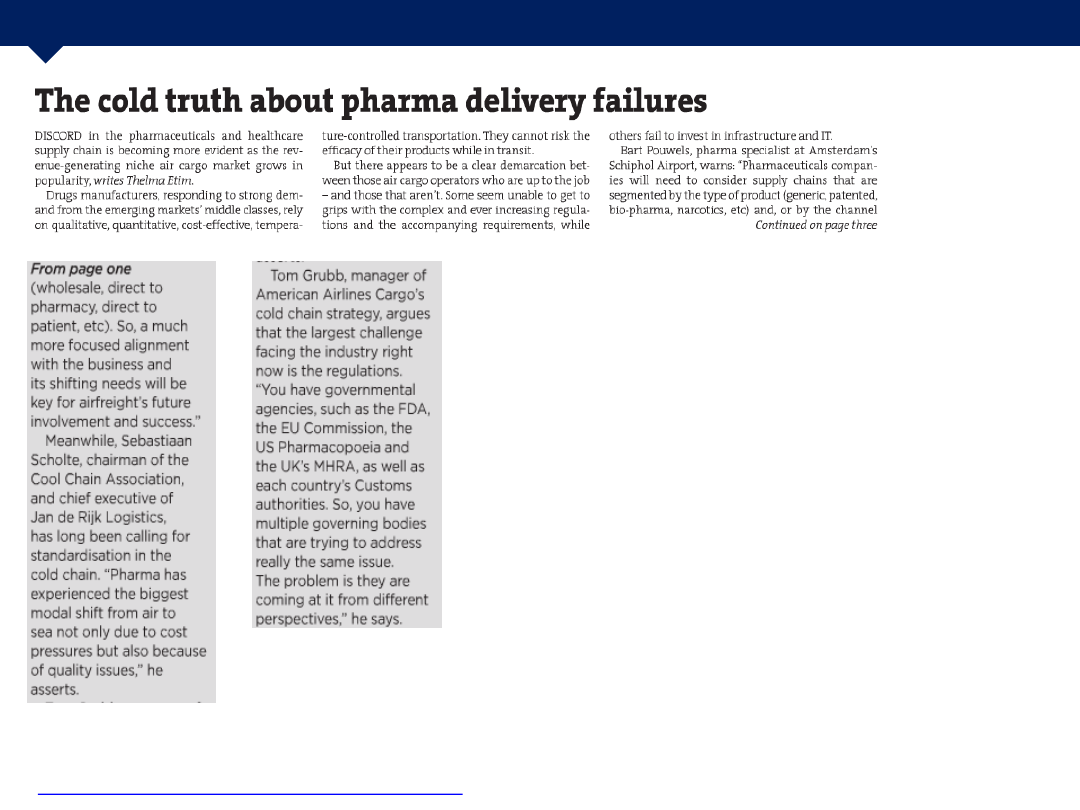 The cold truth about pharma delivery failures
DISCORD in the pharmaceuticals and healthcare
supply chain is becoming more evident as the rev-
enue-generating niche air cargo market grows in
popularity, writes Thelma Etim.
Drugs manufacturers, responding to strong dem-
and from the emerging markets' middle classes, rely
on qualitative, quantitative, cost-effective, tempera-
ture-controlled transportation. They cannot risk the
efficacy of their products while in transit.
But there appears to be a clear demarcation bet-
ween those air cargo operators who are up to the job
– and those that aren't. Some seem unable to get to
grips with the complex and ever increasing regula-
tions and the accompanying requirements, while
others fail to invest in infrastructure and IT.
Bart Pouwels, pharma specialist at Amsterdam's
Schiphol Airport, warns: "Pharmaceuticals compan-
ies will need to consider supply chains that are
segmented by the type of product (generic, patented,
bio-pharma, narcotics, etc) and, or by the channel
Continued on page three
From page one
(wholesale, direct to
pharmacy, direct to
patient, etc). So, a much
more focused alignment
with the business and
its shifting needs will be
key for airfreight's future
involvement and success."
Meanwhile, Sebastiaan
Scholte, chairman of the
Cool Chain Association,
and chief executive of
Jan de Rijk Logistics,
has long been calling for
standardisation in the
cold chain. "Pharma has
experienced the biggest
modal shift from air to
sea not only due to cost
pressures but also because
of quality issues," he
asserts.
Tom Grubb, manager of
American Airlines Cargo's
cold chain strategy, argues
that the largest challenge
facing the industry right
now is the regulations.
"You have governmental
agencies, such as the FDA,
the EU Commission, the
US Pharmacopoeia and
the UK's MHRA, as well as
each country's Customs
authorities. So, you have
multiple governing bodies
that are trying to address
really the same issue.
The problem is they are
coming at it from different
perspectives," he says.